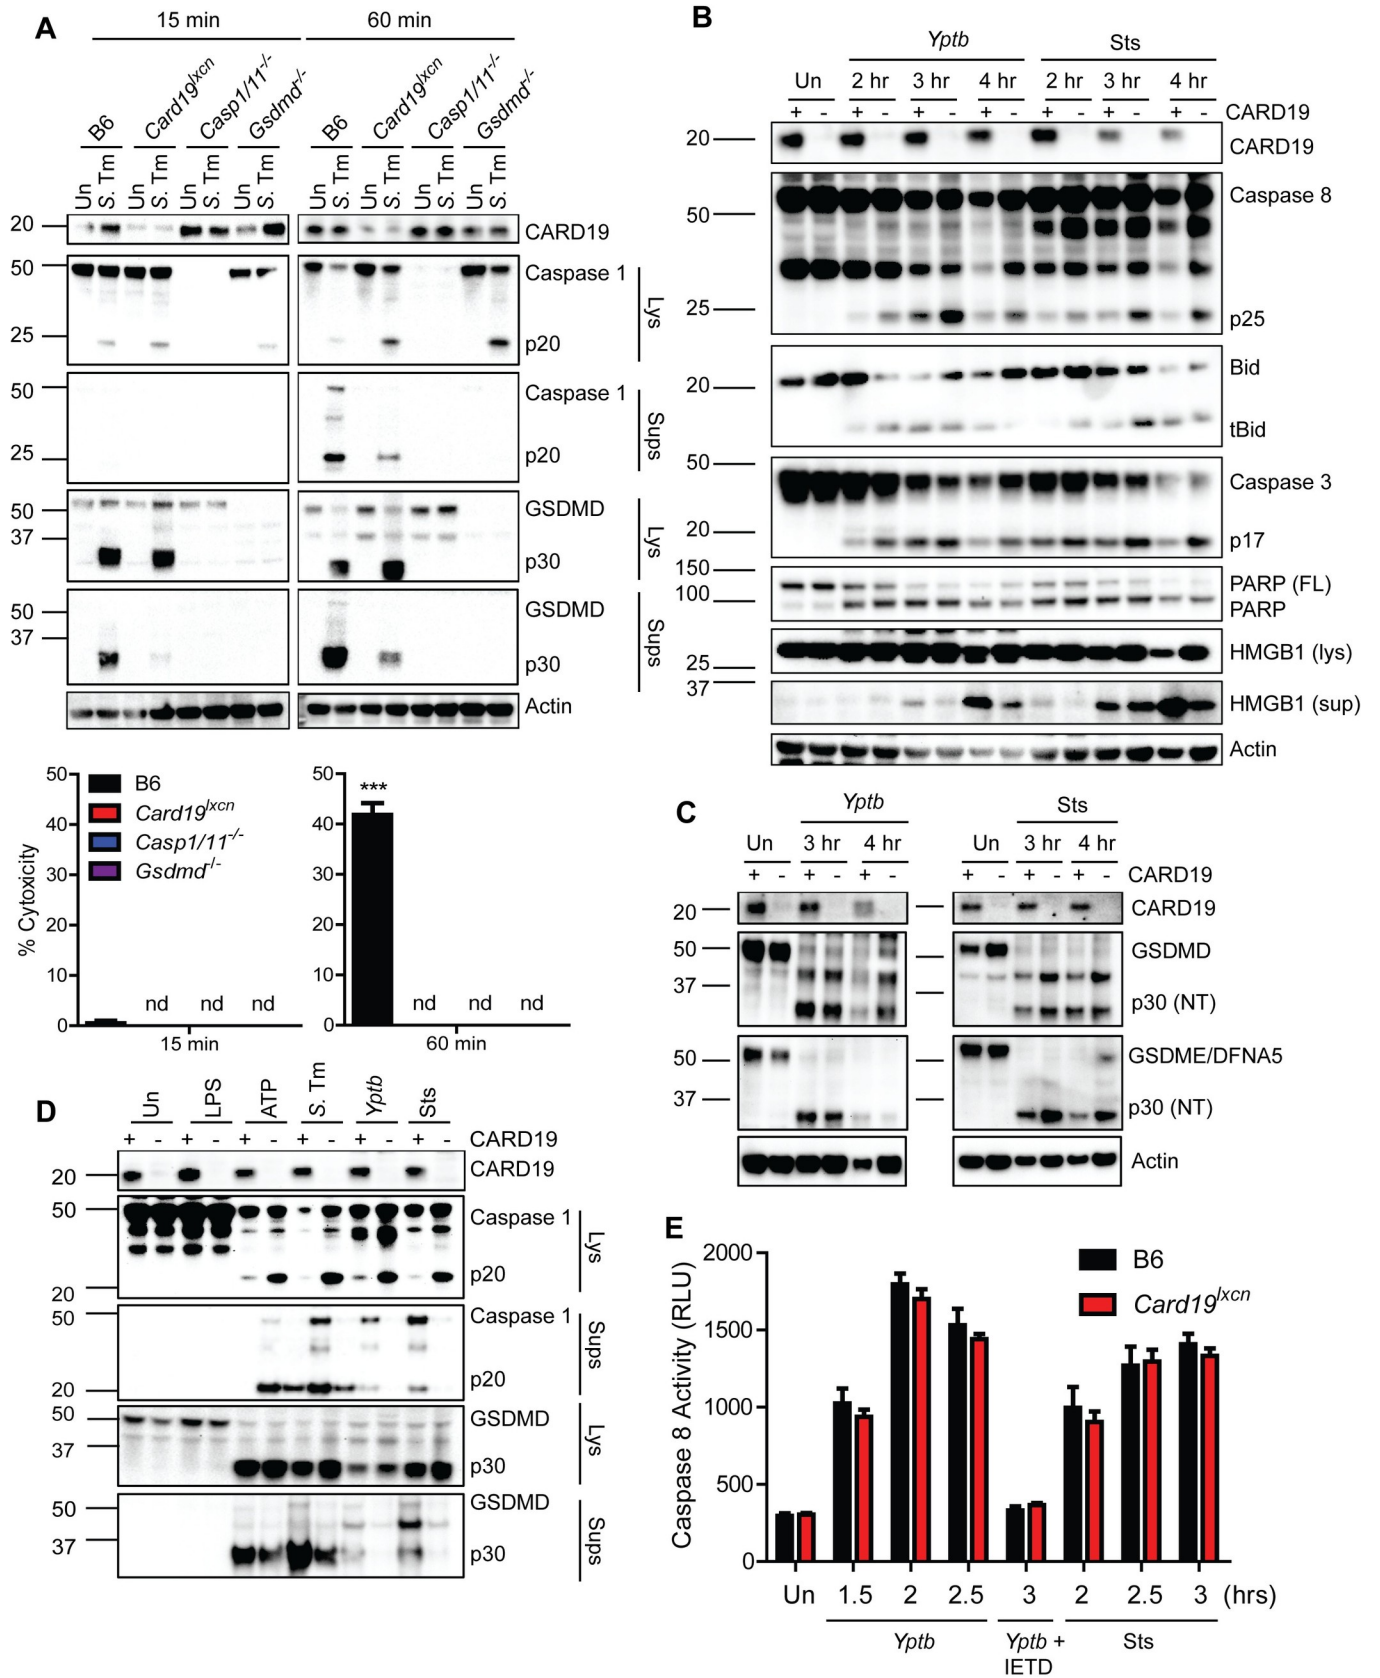 A
15 min
60 min
B6
Card19lxcn
Casp1/11-/-
Gsdmd-/-
B6
Card19lxcn
Casp1/11-/-
Gsdmd-/-
Un
S. Tm
Un
S. Tm
Un
S. Tm
Un
S. Tm
Un
S. Tm
Un
S. Tm
Un
S. Tm
Un
S. Tm
20
CARD19
50
Caspase 1
25
p20
Lys
50
Caspase 1
25
p20
Sups
50
GSDMD
37
p30
Lys
50
GSDMD
37
p30
Sups
Actin
% Cytoxicity
50
40
30
20
10
0
B6
Card19lxcn
Casp1/11-/-
Gsdmd-/-
nd nd nd
15 min
50
40
30
20
10
0
***
nd nd nd
60 min
B
Yptb
Sts
Un 2 hr 3 hr 4 hr 2 hr 3 hr 4 hr
+ - + - + - + - + - + - + - CARD19
20
CARD19
Caspase 8
50
25
p25
Bid
20
tBid
50
Caspase 3
20
p17
150
PARP (FL)
100
PARP
HMGB1 (lys)
25
37
HMGB1 (sup)
Actin
C
Yptb
Sts
Un 3 hr 4 hr Un 3 hr 4 hr
+ - + - + - + - + - + - CARD19
20
CARD19
50
GSDMD
37
p30 (NT)
50
GSDME/DFNA5
37
p30 (NT)
Actin
D
Un
LPS
ATP
S. Tm
Yptb
Sts
+ - + - + - + - + - + - CARD19
20
CARD19
50
Caspase 1
p20
20
Lys
50
Caspase 1
20
p20
Sups
50
GSDMD
37
p30
Lys
50
GSDMD
37
p30
Sups
E
Caspase 8 Activity (RLU)
2000
1500
1000
500
0
B6
Card19lxcn
Un 1.5 2 2.5 3 2 2.5 3 (hrs)
Yptb
Yptb +
IETD
Sts